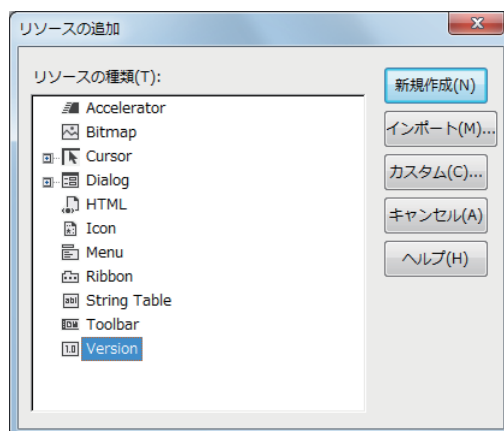 リソースの追加
リソースの種類(T):
Accelerator
Bitmap
Cursor
Dialog
HTML
Icon
Menu
Ribbon
String Table
Toolbar
Version
新規作成(N)
インポート(M)...
カスタム(C)...
キャンセル(A)
ヘルプ(H)